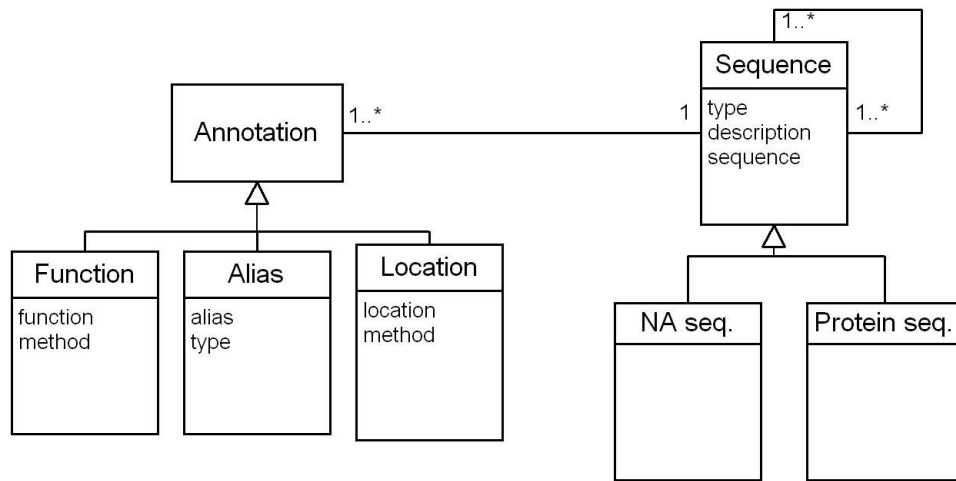 1..*
Sequence
1..*
1
1..*
type
description
sequence
Annotation
Function
function
method
Alias
alias
type
Location
location
method
NA seq.
Protein seq.